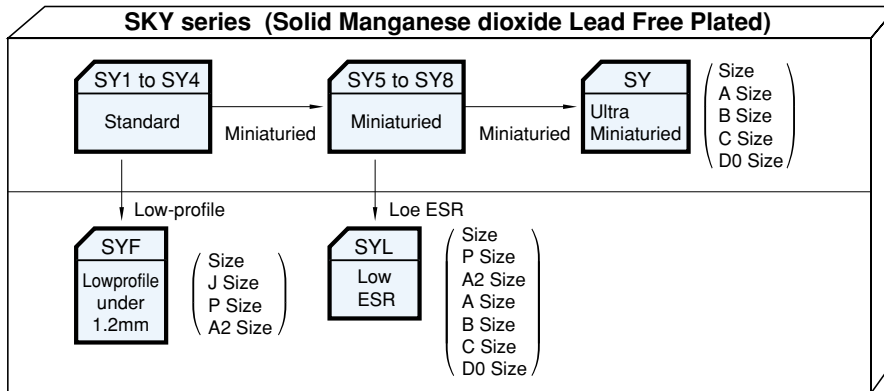 SKY series (Solid Manganese dioxide Lead Free Plated)
SY1 to SY4
Standard
Miniaturied
SY5 to SY8
Miniaturied
Miniaturied
SY
Ultra
Miniaturied
Size
A Size
B Size
C Size
D0 Size
Low-profile
Loe ESR
SYF
Lowprofile
under
1.2mm
Size
J Size
P Size
A2 Size
SYL
Low
ESR
Size
P Size
A2 Size
A Size
B Size
C Size
D0 Size